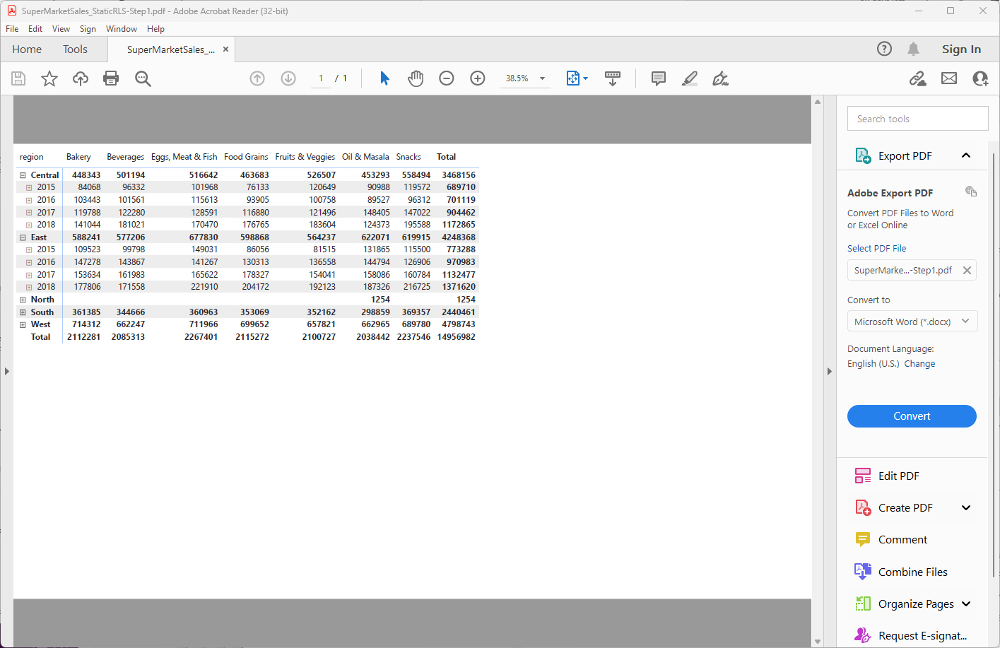 SuperMarketSales_StaticRLS-Step1.pdf - Adobe Acrobat Reader (32-bit)
File Edit View Sign Window Help
Home Tools SuperMarketSales_... × Sign In
1 / 1 38.5%
region Bakery Beverages Eggs, Meat & Fish Food Grains Fruits & Veggies Oil & Masala Snacks Total
Central 448343 501194 516642 463683 526507 453293 558494 3468156
2015 84068 96332 101968 76133 120649 90988 119572 689710
2016 103443 101561 115613 93905 100758 89527 96312 701119
2017 119788 122280 128591 116880 121496 148405 147022 904462
2018 141044 181021 170470 176765 183604 124373 195588 1172865
East 588241 577206 677830 598868 564237 622071 619915 4248368
2015 109523 99798 149031 86056 81515 131865 115500 773288
2016 147278 143867 141267 130313 136558 144794 126906 970983
2017 153634 161983 165622 178327 154041 158086 160784 1132477
2018 177806 171558 221910 204172 192123 187326 216725 1371620
North 1254 1254
South 361385 344666 360963 353069 352162 298859 369357 2440461
West 714312 662247 711966 699652 657821 662965 689780 4798743
Total 2112281 2085313 2267401 2115272 2100727 2038442 2237546 14956982
Search tools
Export PDF
Adobe Export PDF
Convert PDF Files to Word
or Excel Online
Select PDF File
SuperMarke...-Step1.pdf
Convert to
Microsoft Word (*.docx)
Document Language:
English (U.S.) Change
Convert
Edit PDF
Create PDF
Comment
Combine Files
Organize Pages
Request E-signat...